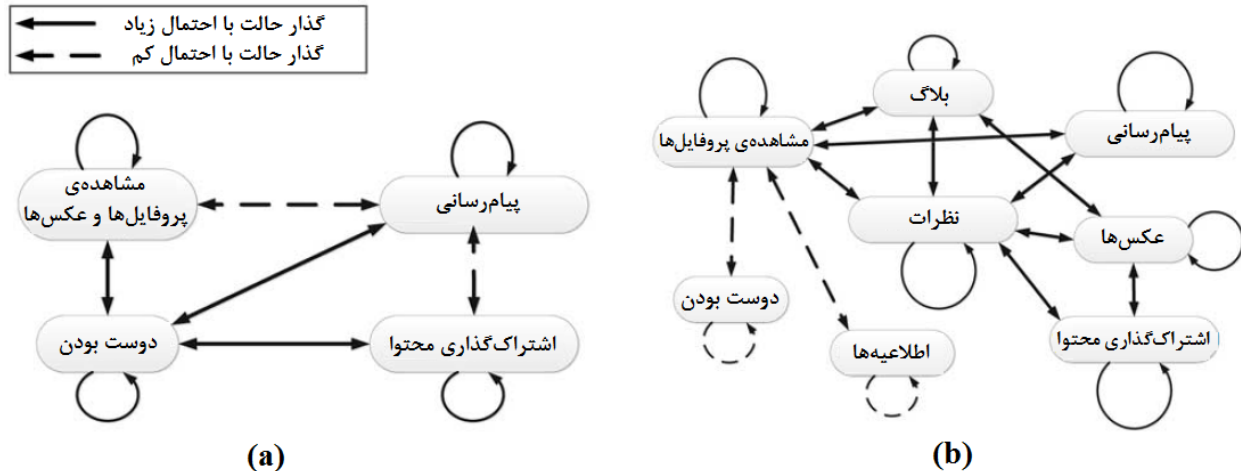 گذار حالت با احتمال زیاد
گذار حالت با احتمال کم
مشاهده‌ی
پروفایل‌ها و عکس‌ها
پیام‌رسانی
دوست بودن
اشتراک‌گذاری محتوا
(a)
بلاگ
مشاهده‌ی پروفایل‌ها
پیام‌رسانی
نظرات
عکس‌ها
دوست بودن
اطلاعیه‌ها
اشتراک‌گذاری محتوا
(b)